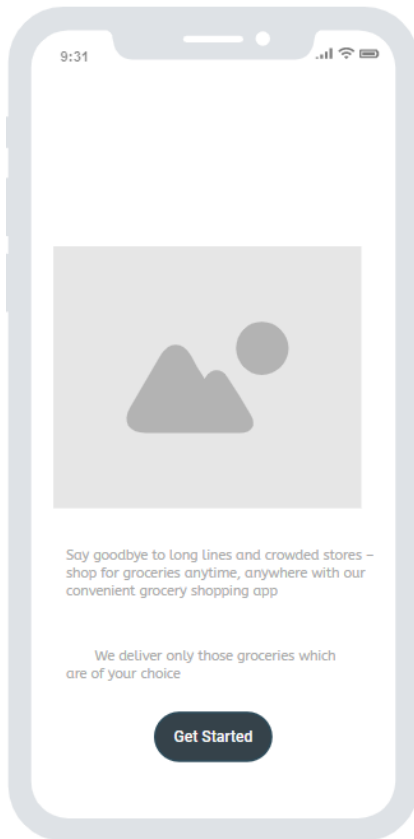 9:31
Say goodbye to long lines and crowded stores –
shop for groceries anytime, anywhere with our
convenient grocery shopping app
We deliver only those groceries which
are of your choice
Get Started